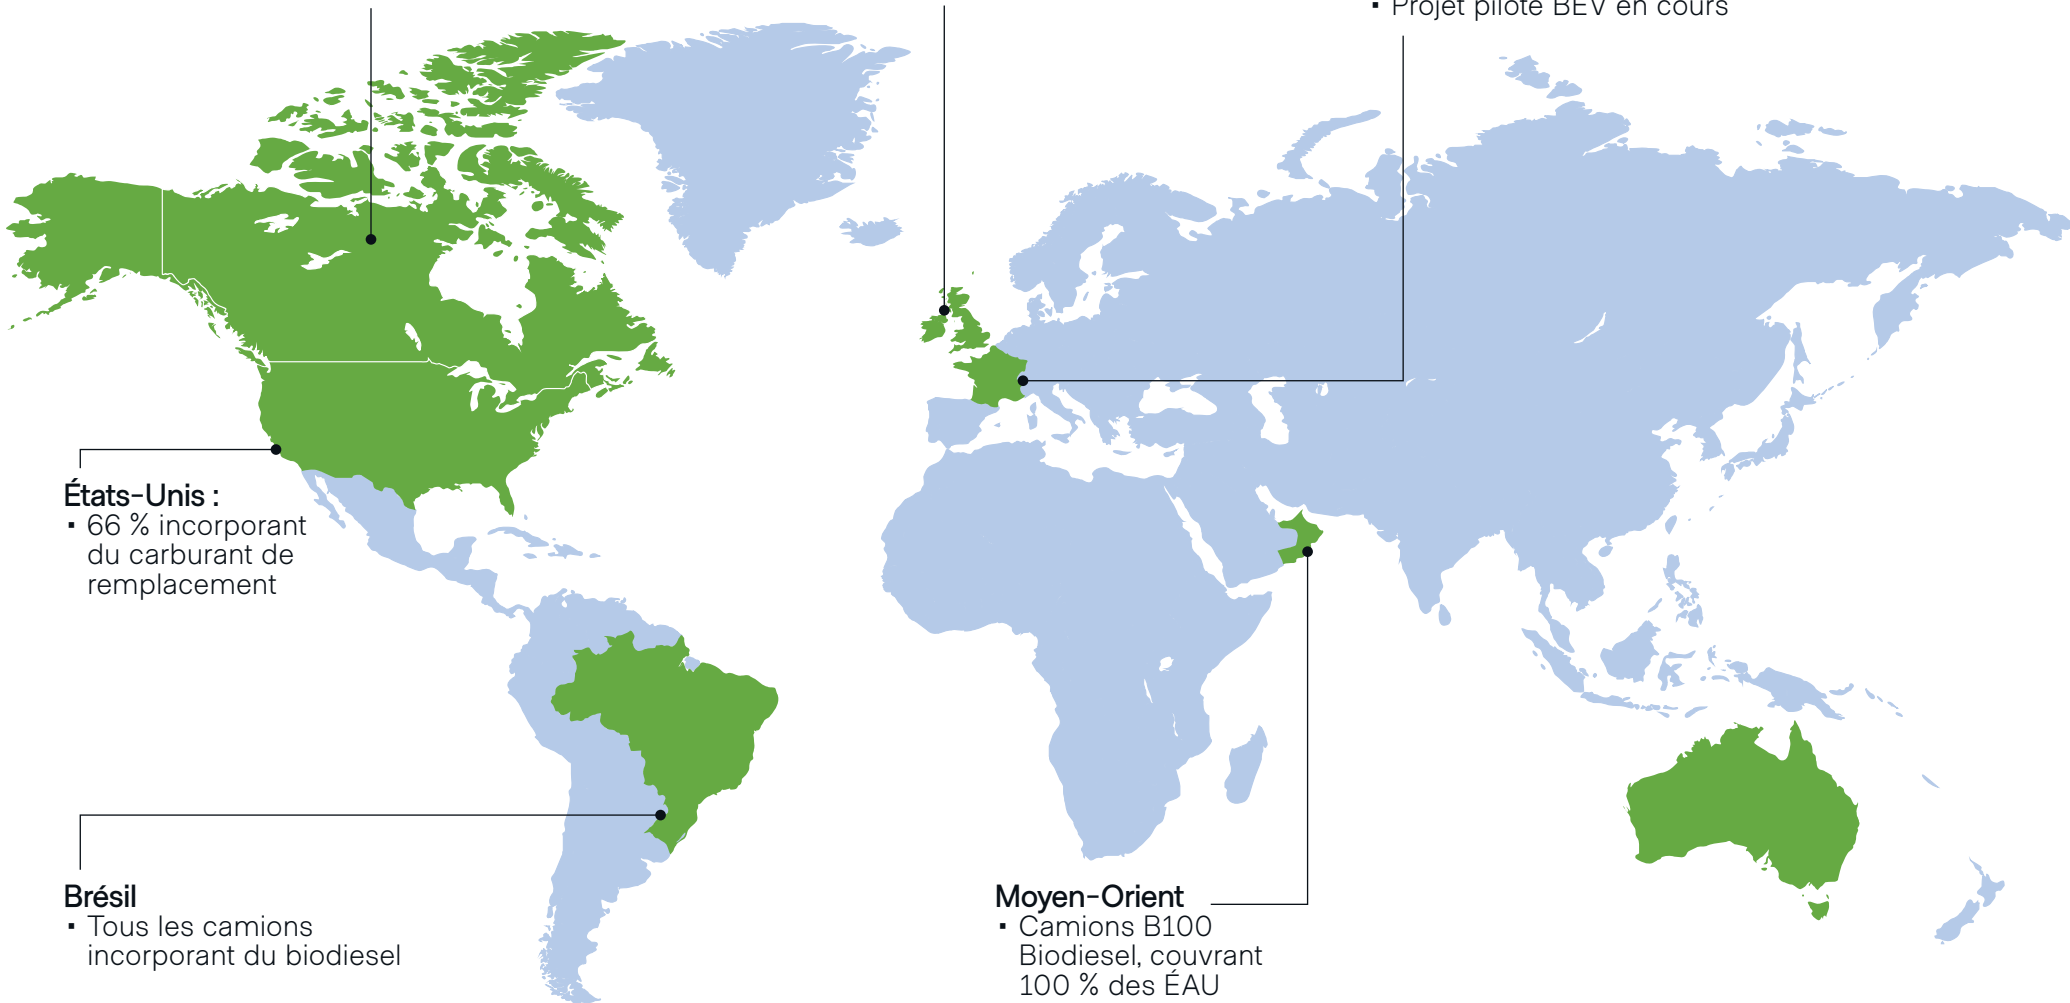 ▪ Projet pilote BEV en cours
États-Unis :
▪ 66 % incorporant
du carburant de
remplacement
Brésil
▪ Tous les camions
incorporant du biodiesel
Moyen-Orient
▪ Camions B100
Biodiesel, couvrant
100 % des ÉAU